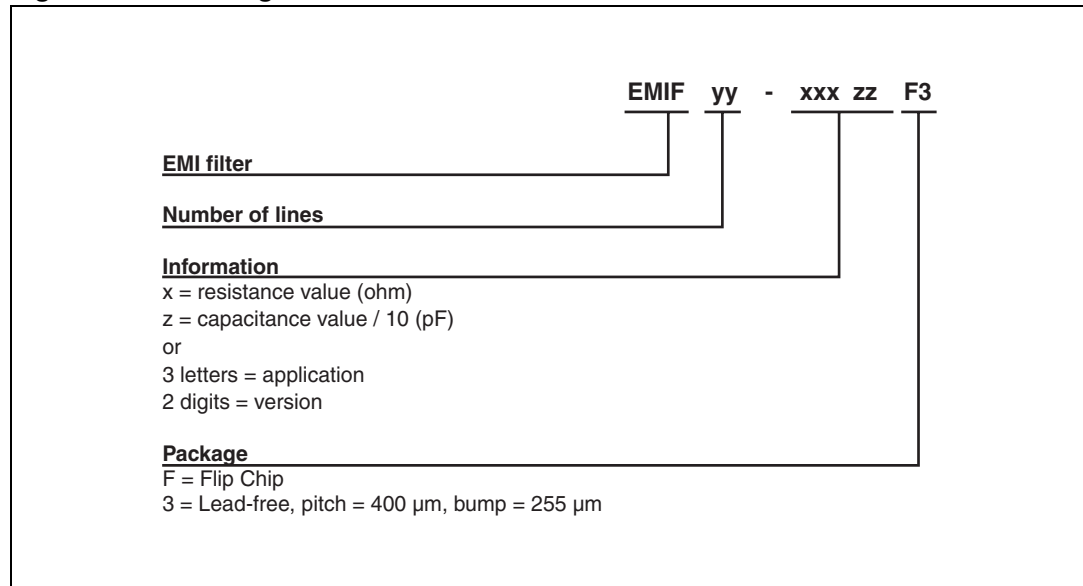 EMIF yy - xxx zz F3
EMI filter
Number of lines
Information
x = resistance value (ohm)
z = capacitance value / 10 (pF)
or
3 letters = application
2 digits = version
Package
F = Flip Chip
3 = Lead-free, pitch = 400 µm, bump = 255 µm